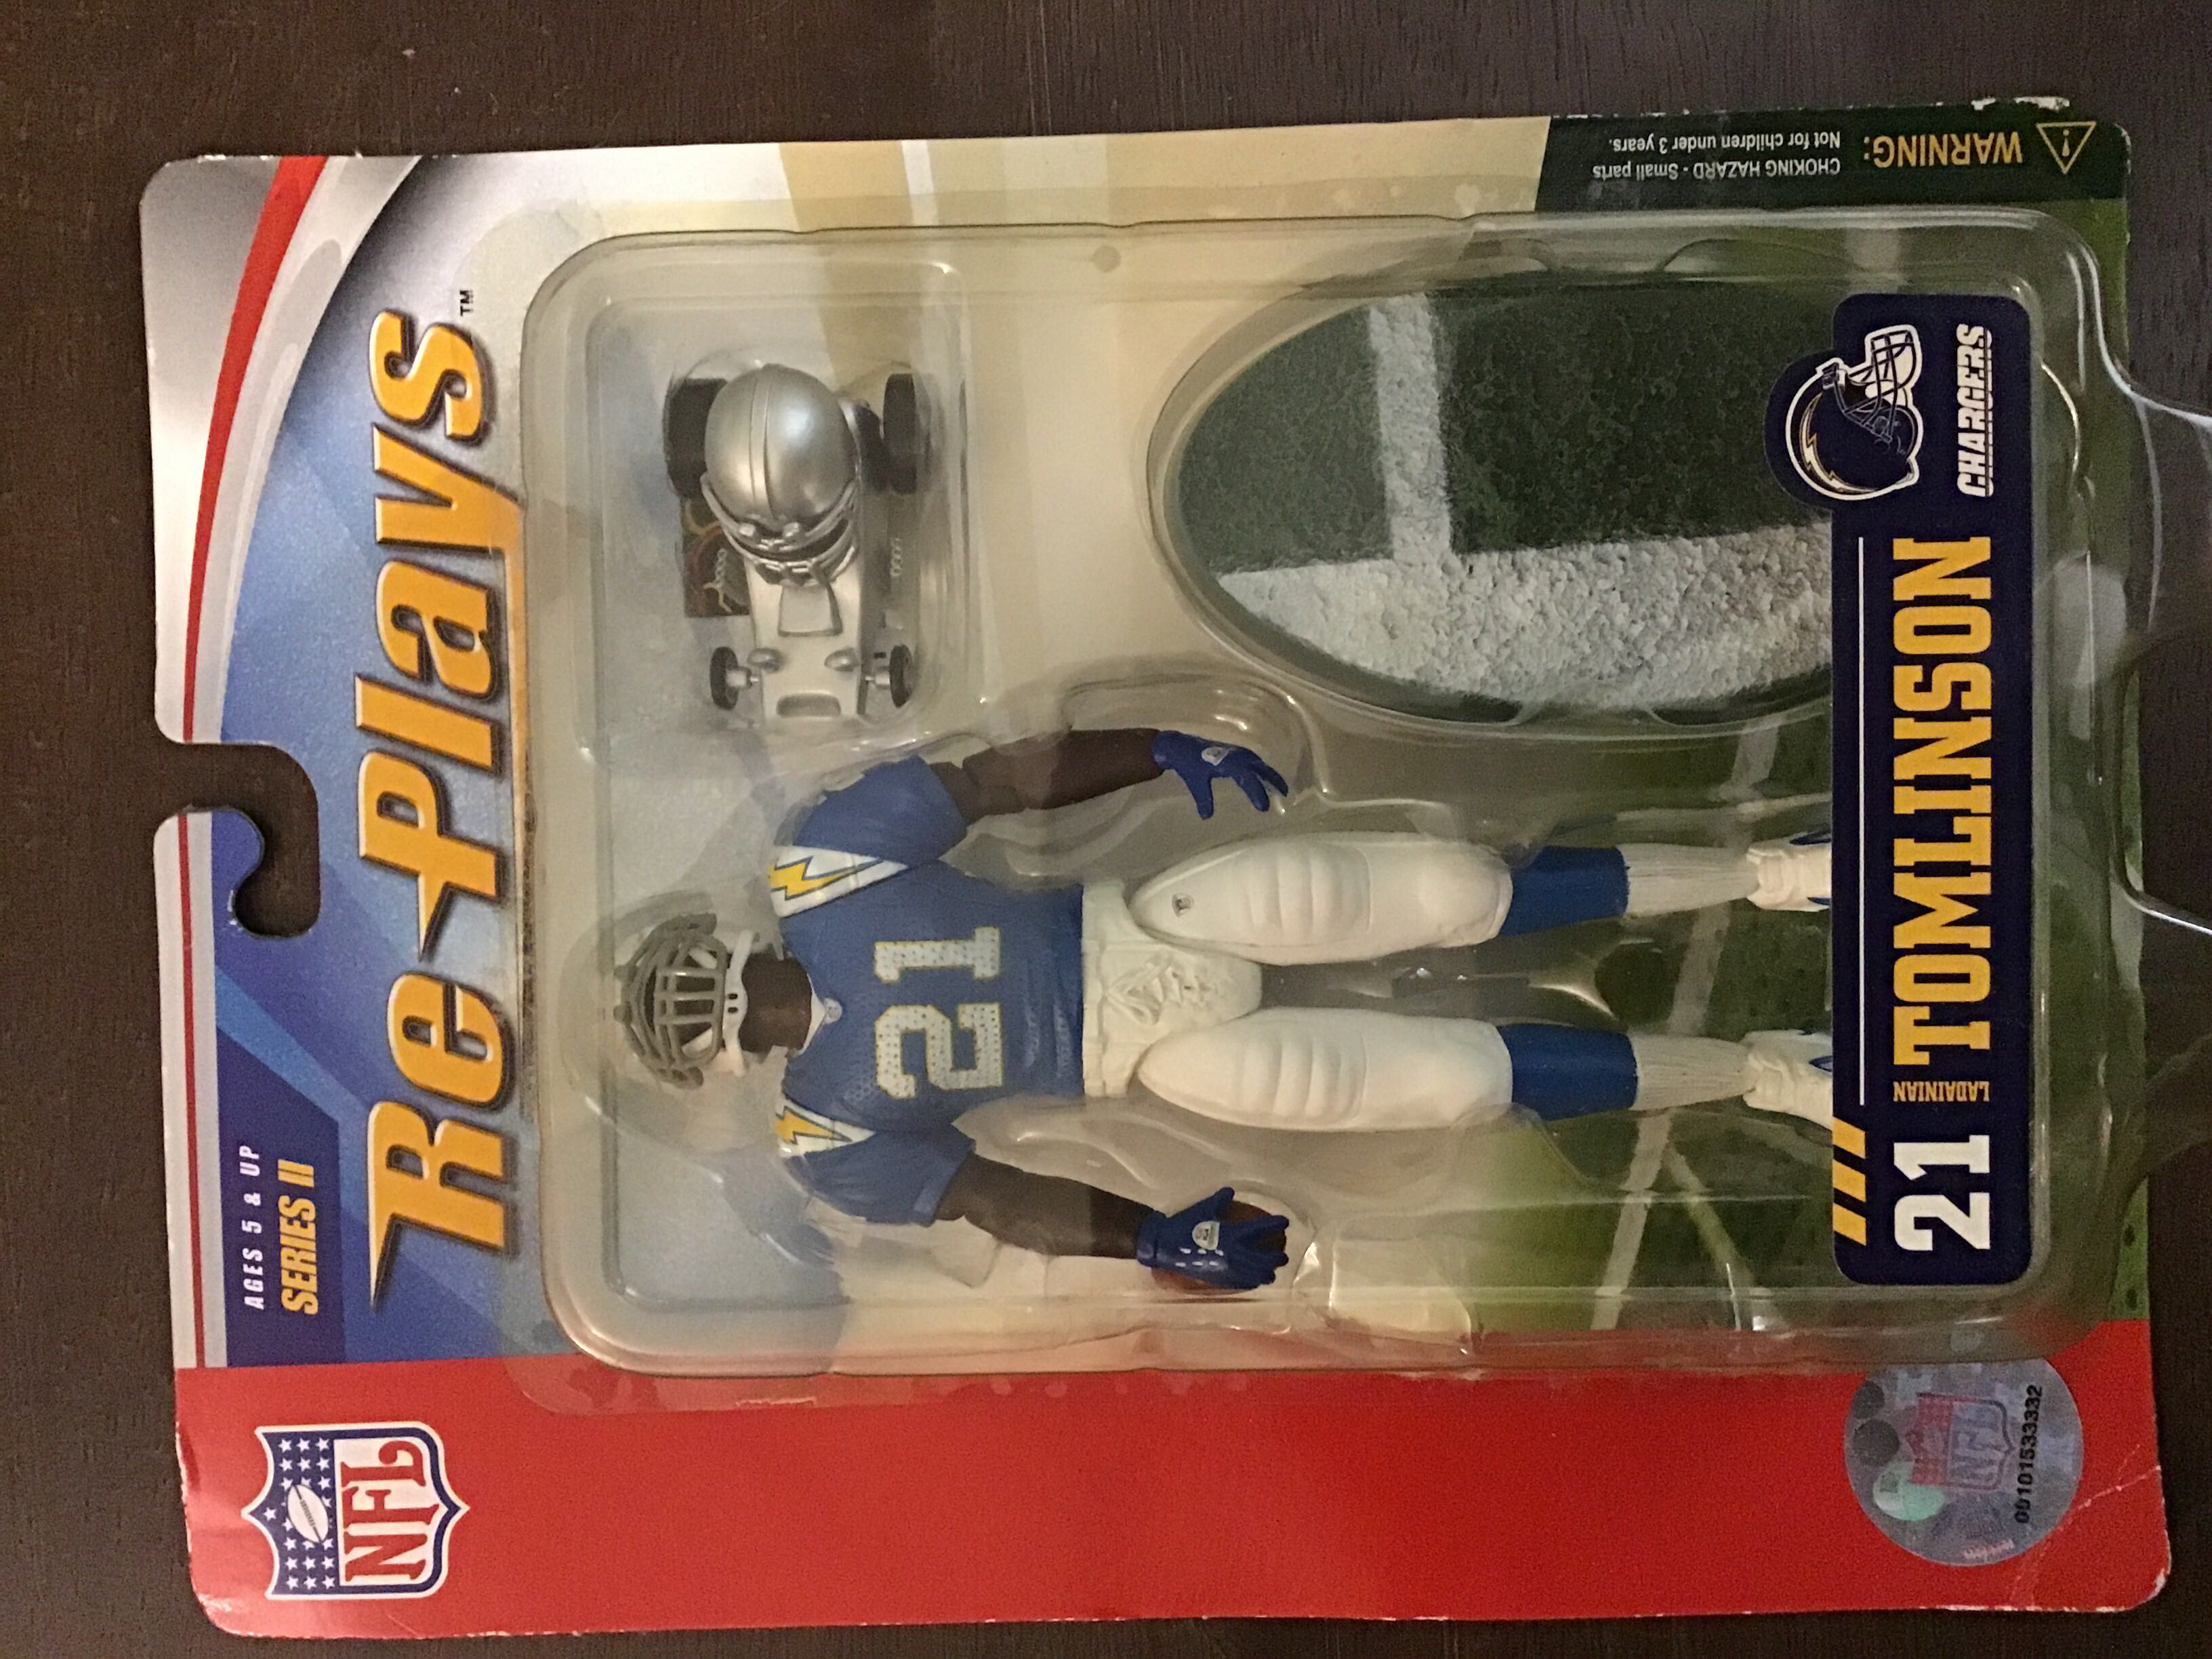 AGES 5 & UP
SERIES II
Re-Plays™
NFL
21
21 LADAINIAN TOMLINSON
CHARGERS
NFL
00101533332
WARNING:
CHOKING HAZARD - Small parts
Not for children under 3 years.